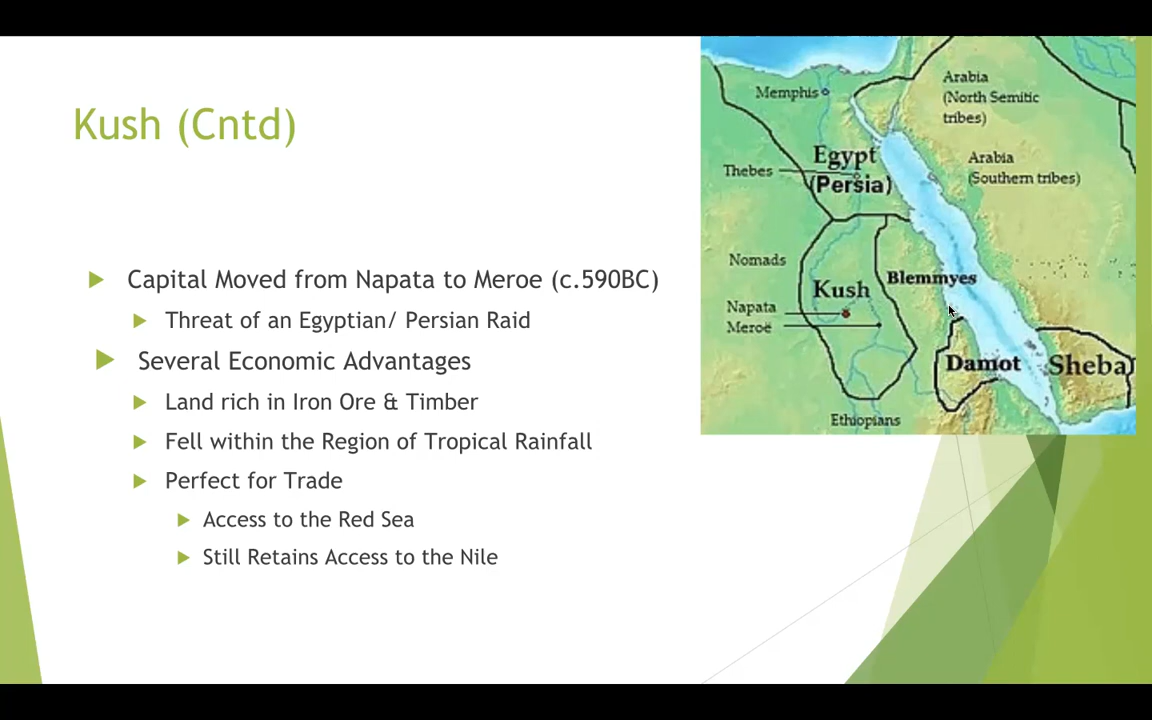 Kush (Cntd)
Capital Moved from Napata to Meroe (c.590BC)
Threat of an Egyptian/ Persian Raid
Several Economic Advantages
Land rich in Iron Ore & Timber
Fell within the Region of Tropical Rainfall
Perfect for Trade
Access to the Red Sea
Still Retains Access to the Nile
Memphis
Arabia
(North Semitic
tribes)
Egypt
(Persia)
Thebes
Arabia
(Southern tribes)
Nomads
Kush
Blemmyes
Napata
Meroë
Damot
Sheba
Ethiopians